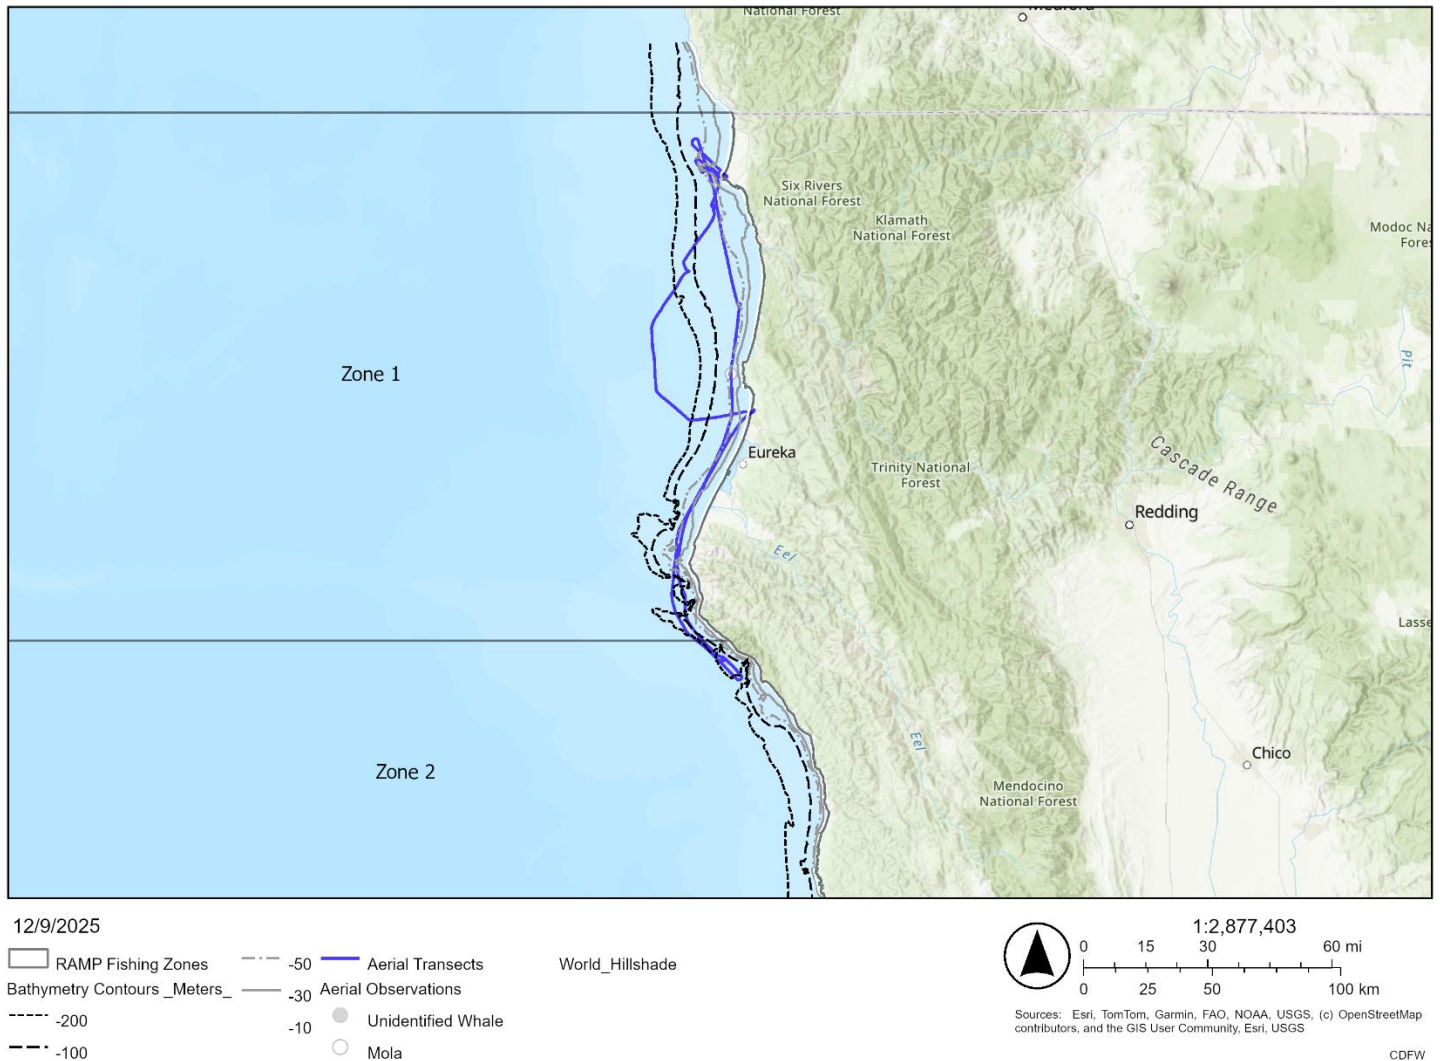 National Forest
Medford
Six Rivers
National Forest
Klamath
National Forest
Modoc Na
Fores
Pit
Zone 1
Cascade Range
Eureka
Trinity National
Forest
Redding
Eel
Lasse
Zone 2
Eel
Chico
Mendocino
National Forest
12/9/2025
RAMP Fishing Zones
Bathymetry Contours _Meters_
-200
-100
-50
-30
-10
Aerial Transects
Aerial Observations
Unidentified Whale
Mola
World_Hillshade
1:2,877,403
0 15 30 60 mi
0 25 50 100 km
Sources: Esri, TomTom, Garmin, FAO, NOAA, USGS, (c) OpenStreetMap
contributors, and the GIS User Community, Esri, USGS
CDFW